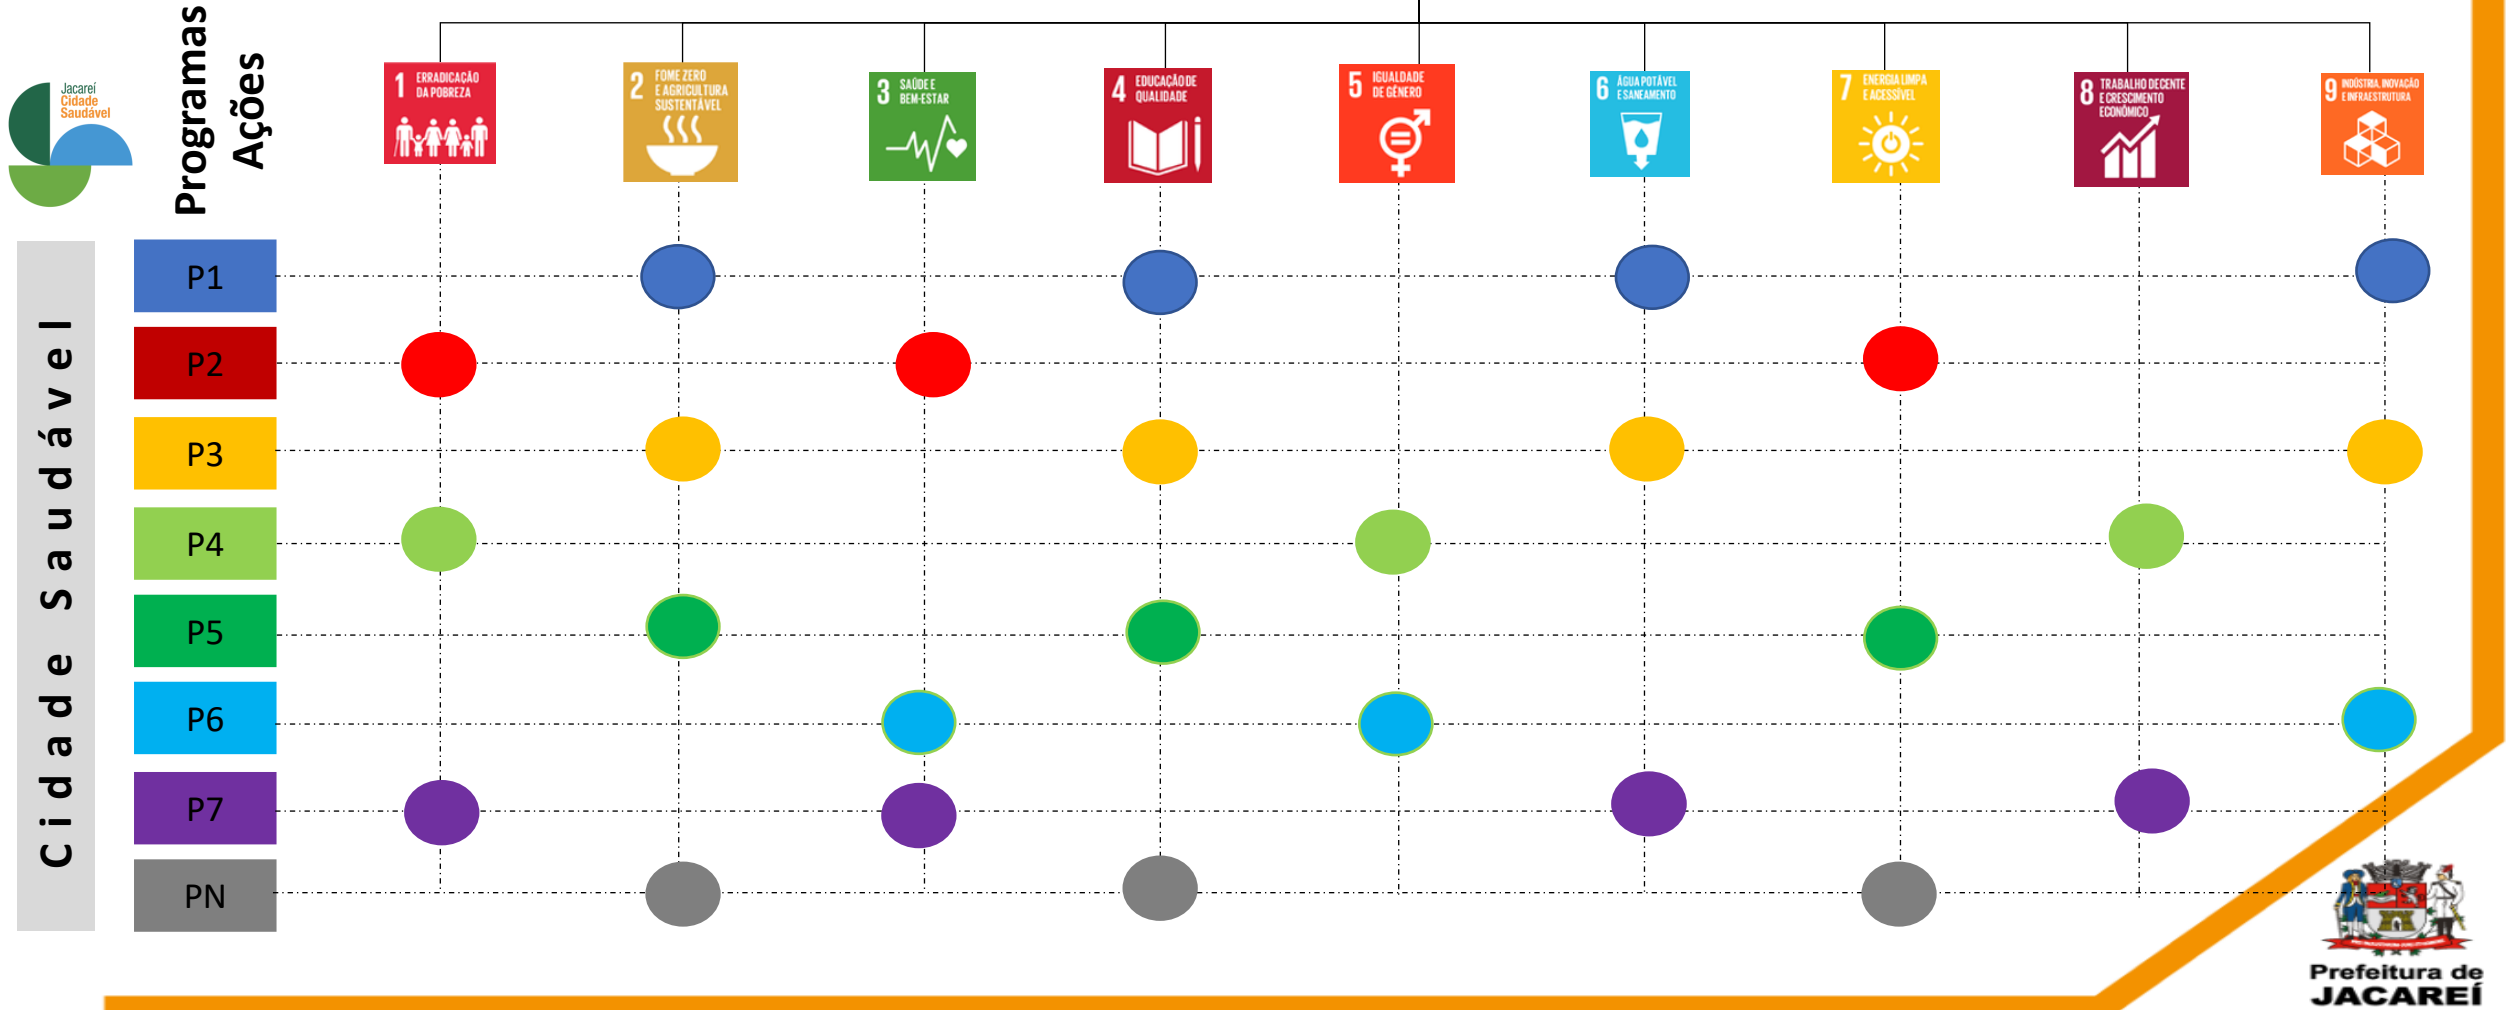 Programas
Ações
Jacareí
Cidade
Saudável
1 ERRADICAÇÃO
DA POBREZA
2 FOME ZERO
E AGRICULTURA
SUSTENTÁVEL
3 SAÚDE E
BEM-ESTAR
4 EDUCAÇÃO DE
QUALIDADE
5 IGUALDADE
DE GÊNERO
6 ÁGUA POTÁVEL
E SANEAMENTO
7 ENERGIA LIMPA
E ACESSÍVEL
8 TRABALHO DECENTE
E CRESCIMENTO
ECONÔMICO
9 INDÚSTRIA, INOVAÇÃO
E INFRAESTRUTURA
Cidade Saudável
P1
P2
P3
P4
P5
P6
P7
PN
Prefeitura de
JACAREÍ